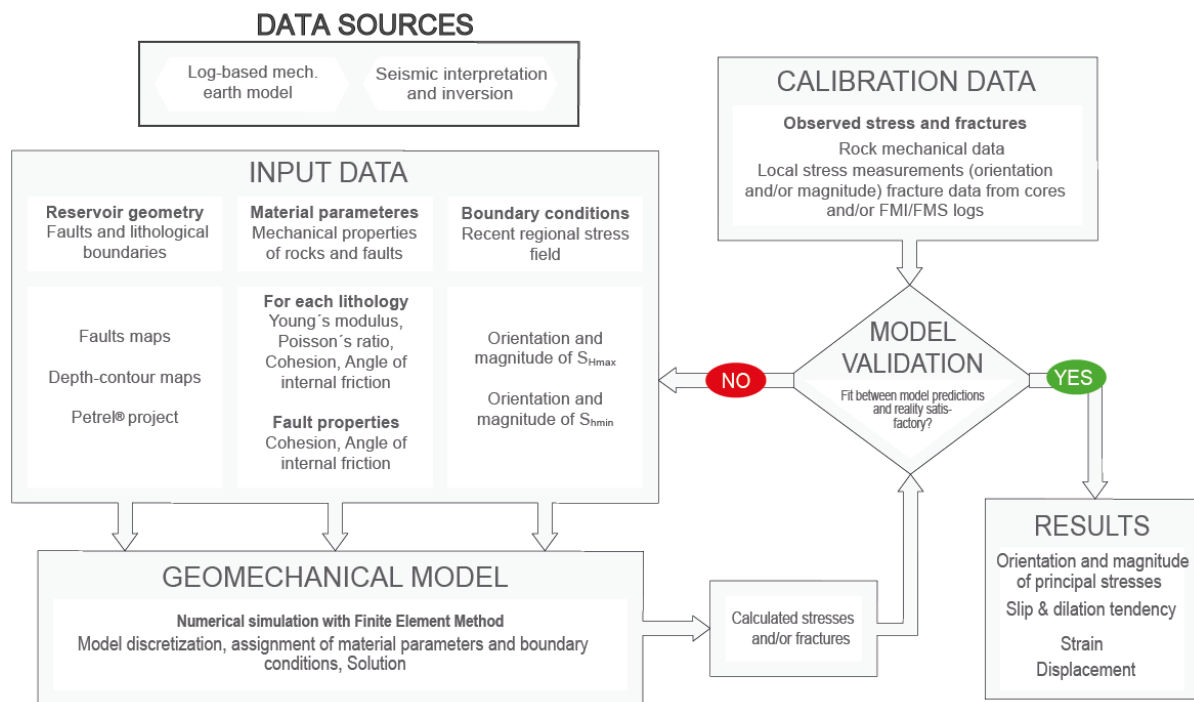 DATA SOURCES
Log-based mech.
earth model
Seismic interpretation
and inversion
INPUT DATA
Reservoir geometry
Faults and lithological
boundaries
Material parameteres
Mechanical properties
of rocks and faults
Boundary conditions
Recent regional stress
field
Faults maps
Depth-contour maps
Petrel® project
For each lithology
Young´s modulus,
Poisson´s ratio,
Cohesion, Angle of
internal friction
Fault properties
Cohesion, Angle of
internal friction
Orientation and
magnitude of SHmax
Orientation and
magnitude of Shmin
GEOMECHANICAL MODEL
Numerical simulation with Finite Element Method
Model discretization, assignment of material parameters and boundary
conditions, Solution
Calculated stresses
and/or fractures
CALIBRATION DATA
Observed stress and fractures
Rock mechanical data
Local stress measurements (orientation
and/or magnitude) fracture data from cores
and/or FMI/FMS logs
MODEL
VALIDATION
Fit between model predictions
and reality satis-
factory?
NO
YES
RESULTS
Orientation and magnitude
of principal stresses
Slip & dilation tendency
Strain
Displacement